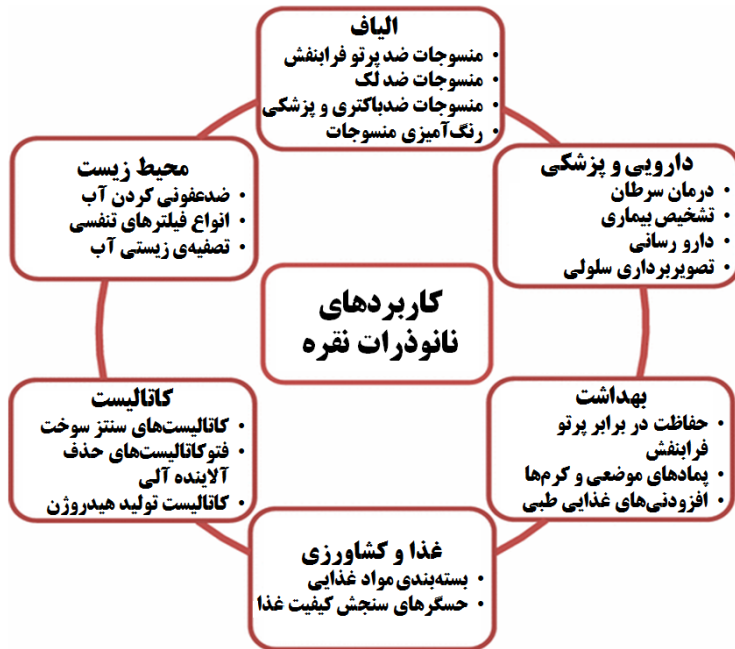 الیاف
• منسوجات ضد پرتو فرابنفش
• منسوجات ضد لک
• منسوجات ضدباکتری و پزشکی
• رنگ‌آمیزی منسوجات
دارویی و پزشکی
• درمان سرطان
• تشخیص بیماری
• دارو رسانی
• تصویربرداری سلولی
بهداشت
• حفاظت در برابر پرتو
فرابنفش
• پمادهای موضعی و کرم‌ها
• افزودنی‌های غذایی طبی
غذا و کشاورزی
• بسته‌بندی مواد غذایی
• حسگرهای سنجش کیفیت غذا
کاتالیست
• کاتالیست‌های سنتز سوخت
• فتوکاتالیست‌های حذف
آلاینده آلی
• کاتالیست تولید هیدروژن
محیط زیست
• ضدعفونی کردن آب
• انواع فیلترهای تنفسی
• تصفیه‌ی زیستی آب
کاربردهای
نانوذرات نقره